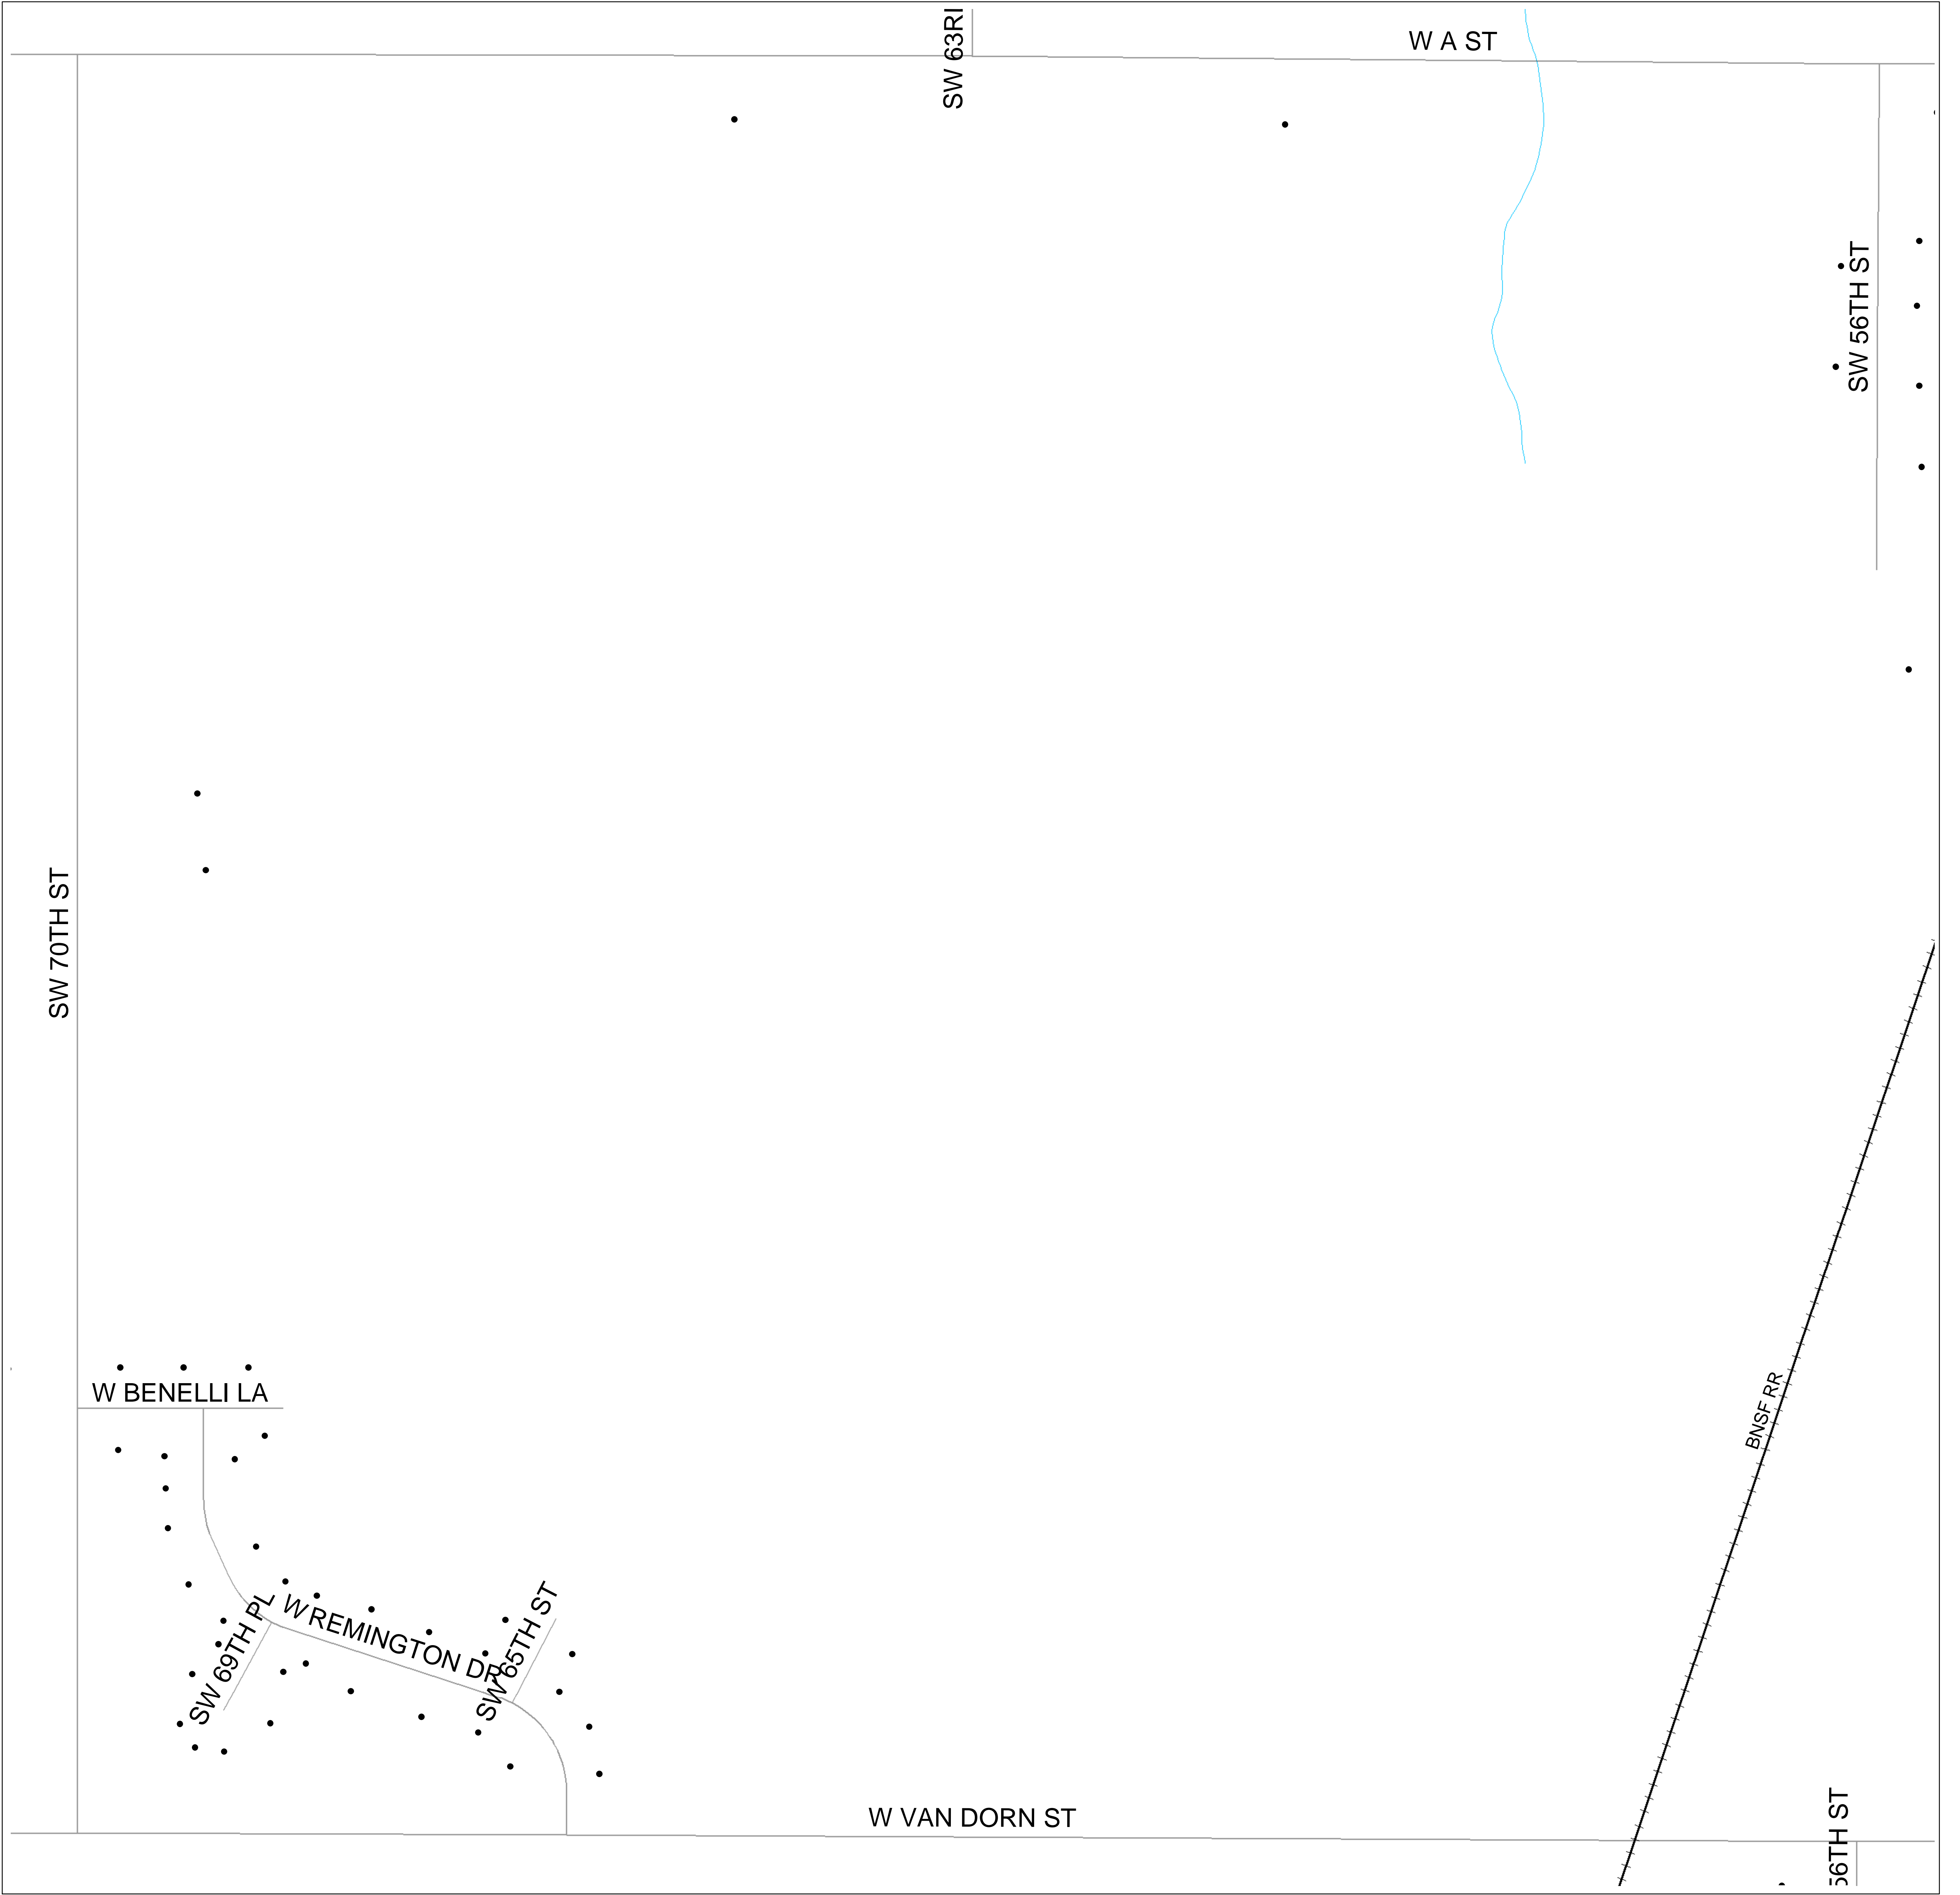 SW 63RI
W A ST
SW 56TH ST
SW 70TH ST
W BENELLI LA
BNSF RR
SW 69TH PL
W REMINGTON DR
SW 65TH ST
W VAN DORN ST
56TH ST